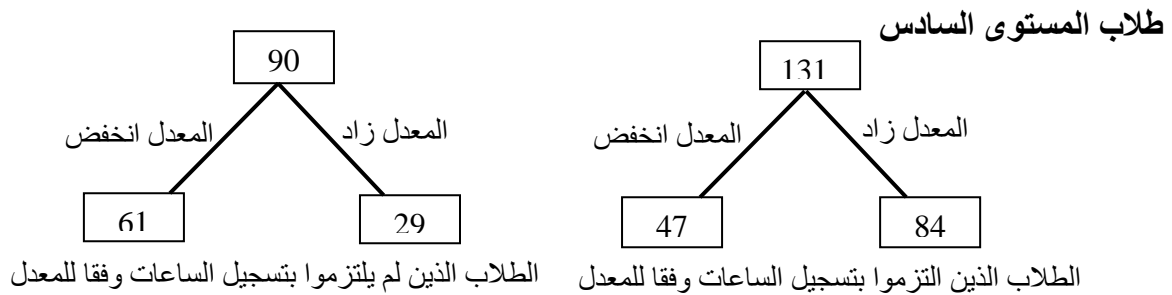 طلاب المستوى السادس
131
90
المعدل زاد
المعدل انخفض
المعدل زاد
المعدل انخفض
84
47
29
61
الطلاب الذين التزموا بتسجيل الساعات وفقا للمعدل
الطلاب الذين لم يلتزموا بتسجيل الساعات وفقا للمعدل